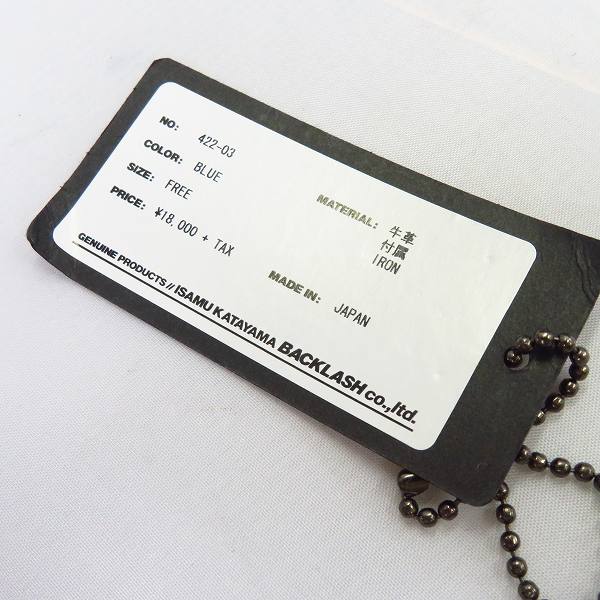 NO: 422-03
COLOR: BLUE
SIZE: FREE
PRICE: ¥18,000 + TAX
MATERIAL: 牛革
付属
IRON
MADE IN: JAPAN
GENUINE PRODUCTS // ISAMU KATAYAMA BACKLASH co.,ltd.